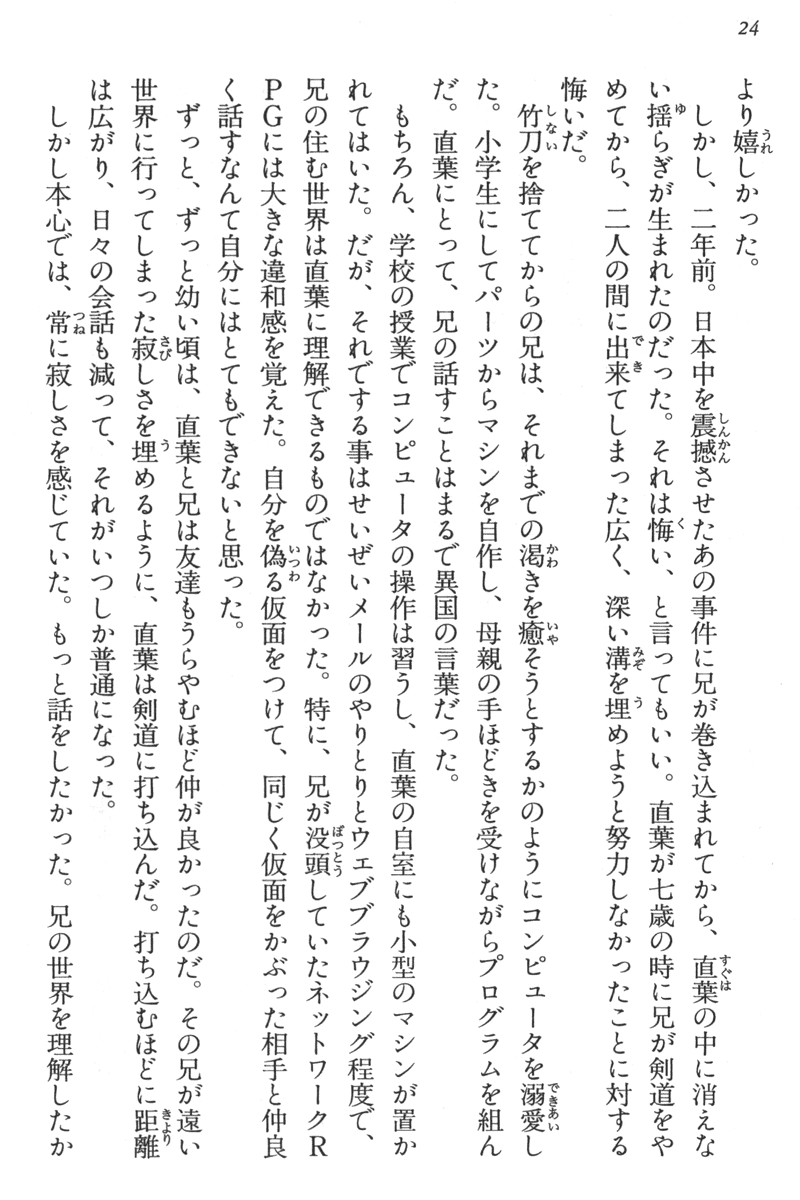 24
より嬉しかった。
しかし、二年前。日本中を震撼させたあの事件に兄が巻き込まれてから、直葉の中に消えな
い揺らぎが生まれたのだった。それは悔い、と言ってもいい。直葉が七歳の時に兄が剣道をや
めてから、二人の間に出来てしまった広く、深い溝を埋めようと努力しなかったことに対する
悔いだ。
竹刀を捨ててからの兄は、それまでの渇きを癒そうとするかのようにコンピュータを溺愛し
た。小学生にしてパーツからマシンを自作し、母親の手ほどきを受けながらプログラムを組ん
だ。直葉にとって、兄の話すことはまるで異国の言葉だった。
もちろん、学校の授業でコンピュータの操作は習うし、直葉の自室にも小型のマシンが置か
れてはいた。だが、それでする事はせいぜいメールのやりとりとウェブブラウジング程度で、
兄の住む世界は直葉に理解できるものではなかった。特に、兄が没頭していたネットワークR
PGには大きな違和感を覚えた。自分を偽る仮面をつけて、同じく仮面をかぶった相手と仲良
く話すなんて自分にはとてもできないと思った。
ずっと、ずっと幼い頃は、直葉と兄は友達もうらやむほど仲が良かったのだ。その兄が遠い
世界に行ってしまった寂しさを埋めるように、直葉は剣道に打ち込んだ。打ち込むほどに距離
は広がり、日々の会話も減って、それがいつしか普通になった。
しかし本心では、常に寂しさを感じていた。もっと話をしたかった。兄の世界を理解したか